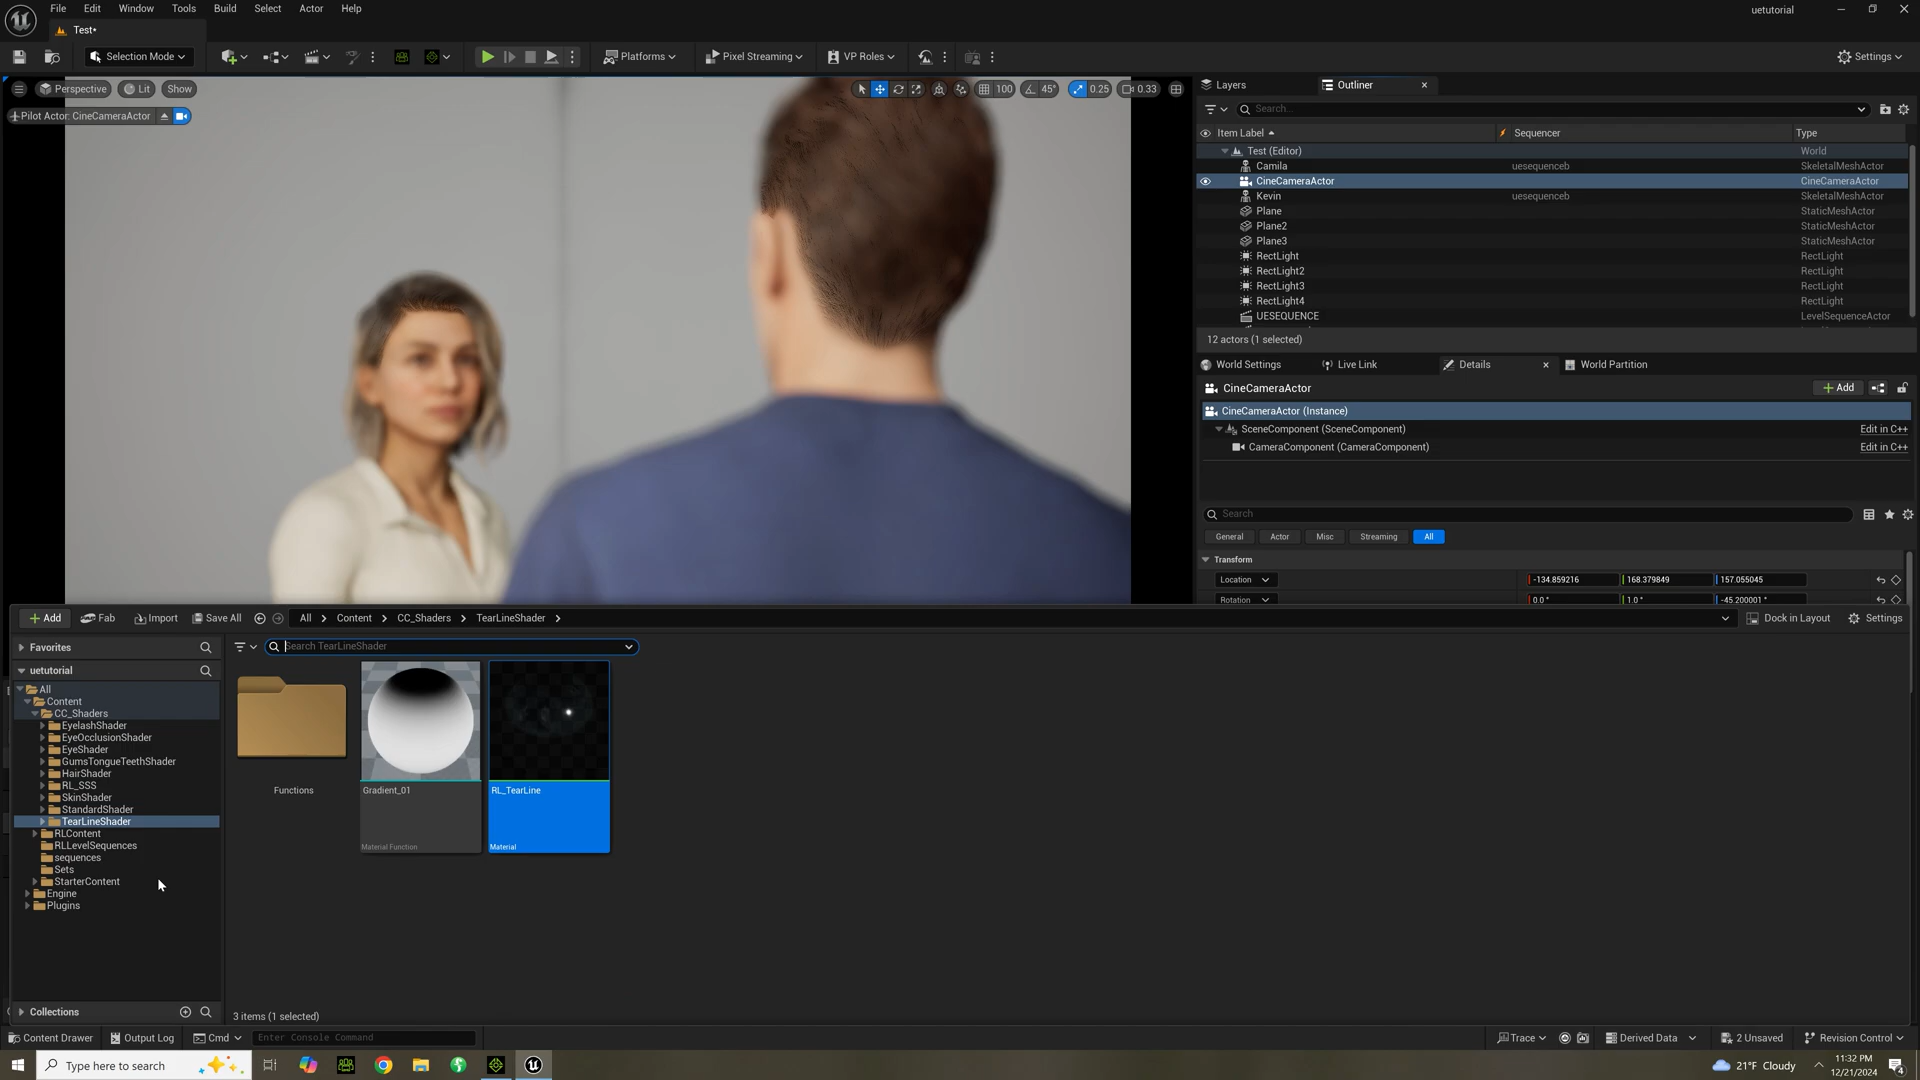 File Edit Window Tools Build Select Actor Help
uetutorial
Test*
Selection Mode
Platforms
Pixel Streaming
VP Roles
Settings
Perspective
Lit
Show
100
45°
0.25
0.33
Pilot Actor: CineCameraActor
Layers
Outliner
Search...
Item Label
Sequencer
Type
Test (Editor) World
Camila uesequenceb SkeletalMeshActor
CineCameraActor CineCameraActor
Kevin uesequenceb SkeletalMeshActor
Plane StaticMeshActor
Plane2 StaticMeshActor
Plane3 StaticMeshActor
RectLight RectLight
RectLight2 RectLight
RectLight3 RectLight
RectLight4 RectLight
UESEQUENCE LevelSequenceActor
12 actors (1 selected)
World Settings
Live Link
Details
World Partition
CineCameraActor
Add
CineCameraActor (Instance)
SceneComponent (SceneComponent) Edit in C++
CameraComponent (CameraComponent) Edit in C++
Search
General Actor Misc Streaming All
Transform
Location -134.859216 168.379849 157.055045
Rotation 0.0 ° 1.0 ° -45.200001 °
Add
Fab
Import
Save All
All > Content > CC_Shaders > TearLineShader >
Dock in Layout
Settings
Favorites
uetutorial
All
Content
CC_Shaders
EyelashShader
EyeOcclusionShader
EyeShader
GumsTongueTeethShader
HairShader
RL_SSS
SkinShader
StandardShader
TearLineShader
RLContent
RLLevelSequences
sequences
Sets
StarterContent
Engine
Plugins
Collections
Search TearLineShader
Functions
Gradient_01
Material Function
RL_TearLine
Material
3 items (1 selected)
Content Drawer
Output Log
Cmd
Enter Console Command
Trace
Derived Data
2 Unsaved
Revision Control
Type here to search
21°F Cloudy
11:32 PM
12/21/2024
4